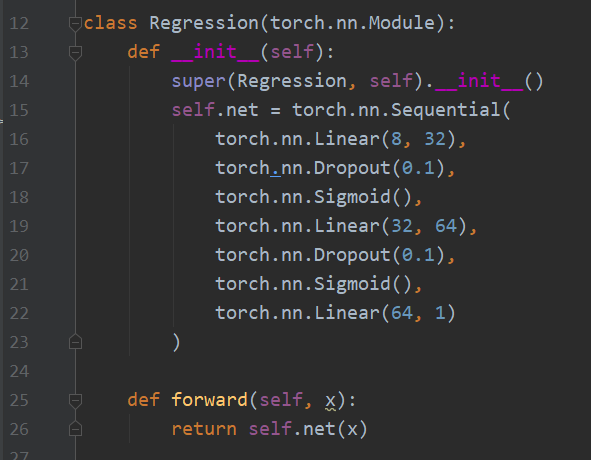 12 class Regression(torch.nn.Module):
13     def __init__(self):
14         super(Regression, self).__init__()
15         self.net = torch.nn.Sequential(
16             torch.nn.Linear(8, 32),
17             torch.nn.Dropout(0.1),
18             torch.nn.Sigmoid(),
19             torch.nn.Linear(32, 64),
20             torch.nn.Dropout(0.1),
21             torch.nn.Sigmoid(),
22             torch.nn.Linear(64, 1)
23         )
24
25     def forward(self, x):
26         return self.net(x)
27